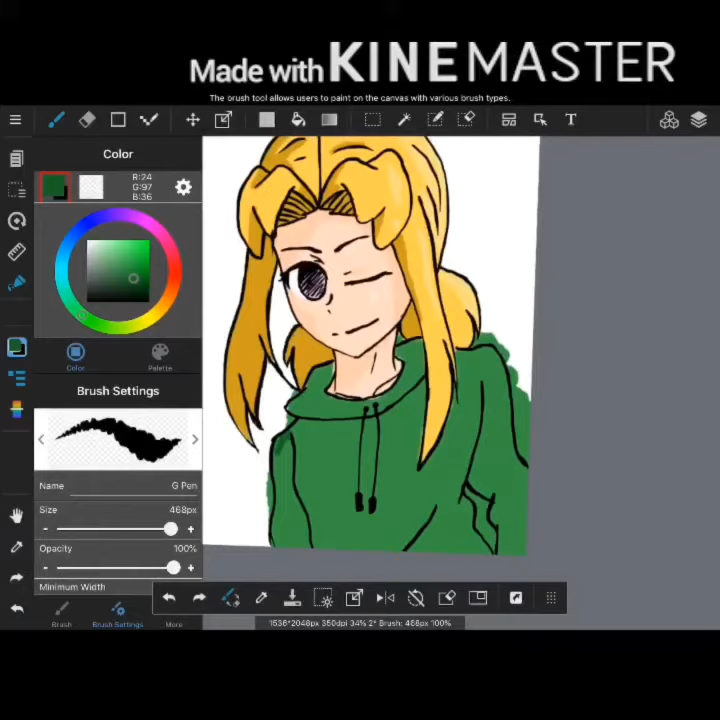 Made with KINEMASTER
The brush tool allows users to paint on the canvas with various brush types.
T
Color
R:24
G:97
B:36
Color Palette
Brush Settings
Name G Pen
Size 468px
- +
Opacity 100%
- +
Minimum Width
Brush Brush Settings More
1536*2048px 350dpi 34% 2* Brush: 468px 100%